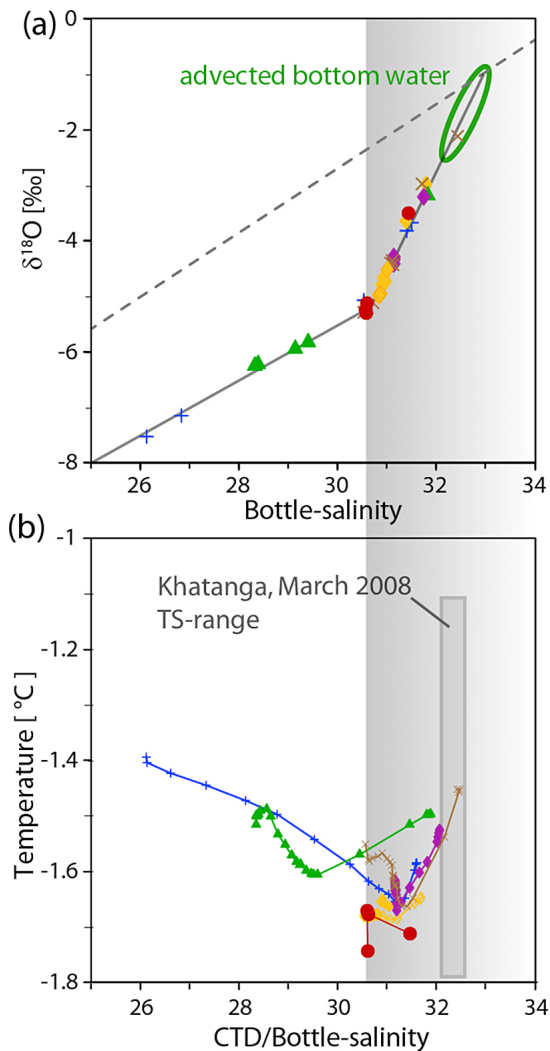 (a)
0
-2
-4
-6
-8
δ¹⁸O [‰]
advected bottom water
26 28 30 32 34
Bottle-salinity
(b)
-1
-1.2
-1.4
-1.6
-1.8
Temperature [ °C]
Khatanga, March 2008
TS-range
26 28 30 32 34
CTD/Bottle-salinity